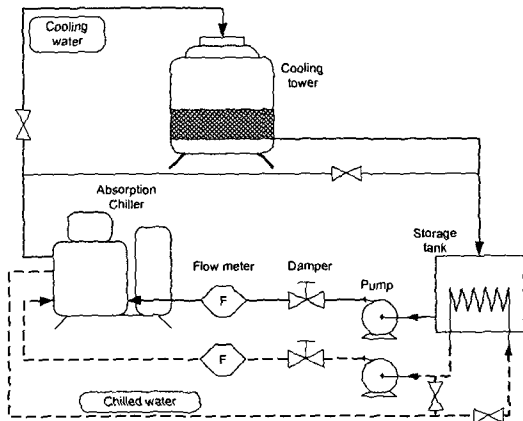 Cooling
water
Cooling
tower
Absorption
Chiller
Storage
tank
Flow meter
Damper
Pump
F
F
Chilled water